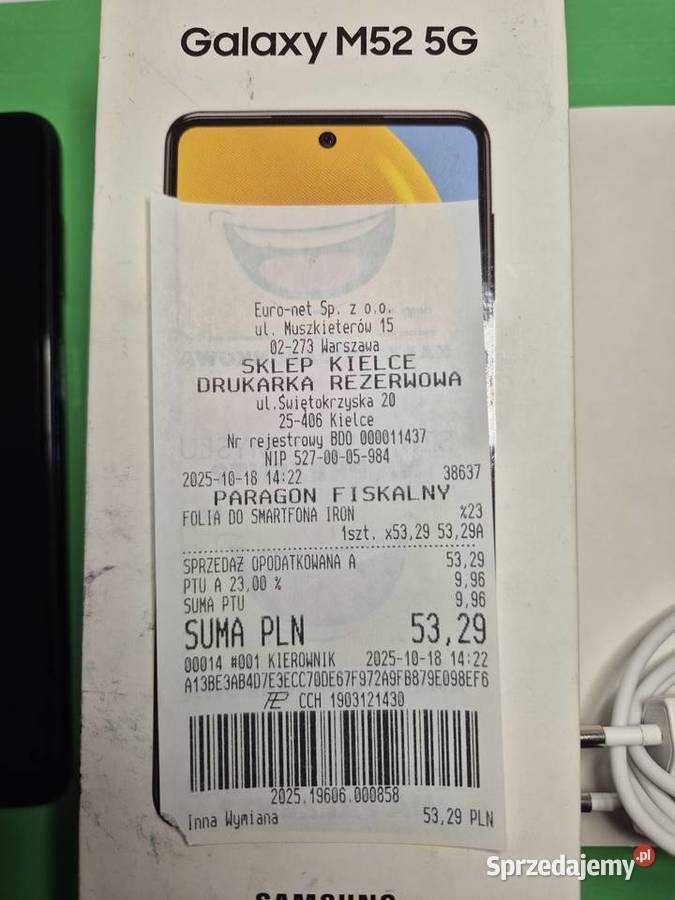 Galaxy M52 5G
Euro-net Sp. z o.o.
ul. Muszkieterów 15
02-273 Warszawa
SKLEP KIELCE
DRUKARKA REZERWOWA
ul.Świętokrzyska 20
25-406 Kielce
Nr rejestrowy BDO 000011437
NIP 527-00-05-984
2025-10-18 14:22 38637
PARAGON FISKALNY
FOLIA DO SMARTFONA IRON %23
1szt. x53,29 53,29A
SPRZEDAŻ OPODATKOWANA A 53,29
PTU A 23,00 % 9,96
SUMA PTU 9,96
SUMA PLN 53,29
00014 #001 KIEROWNIK 2025-10-18 14:22
A13BE3AB4D7E3ECC70DE67F972A9FB879E098EF6
CCH 1903121430
2025.19606.000858
Inna Wymiana 53,29 PLN
Sprzedajemy.pl
SAMSUNG